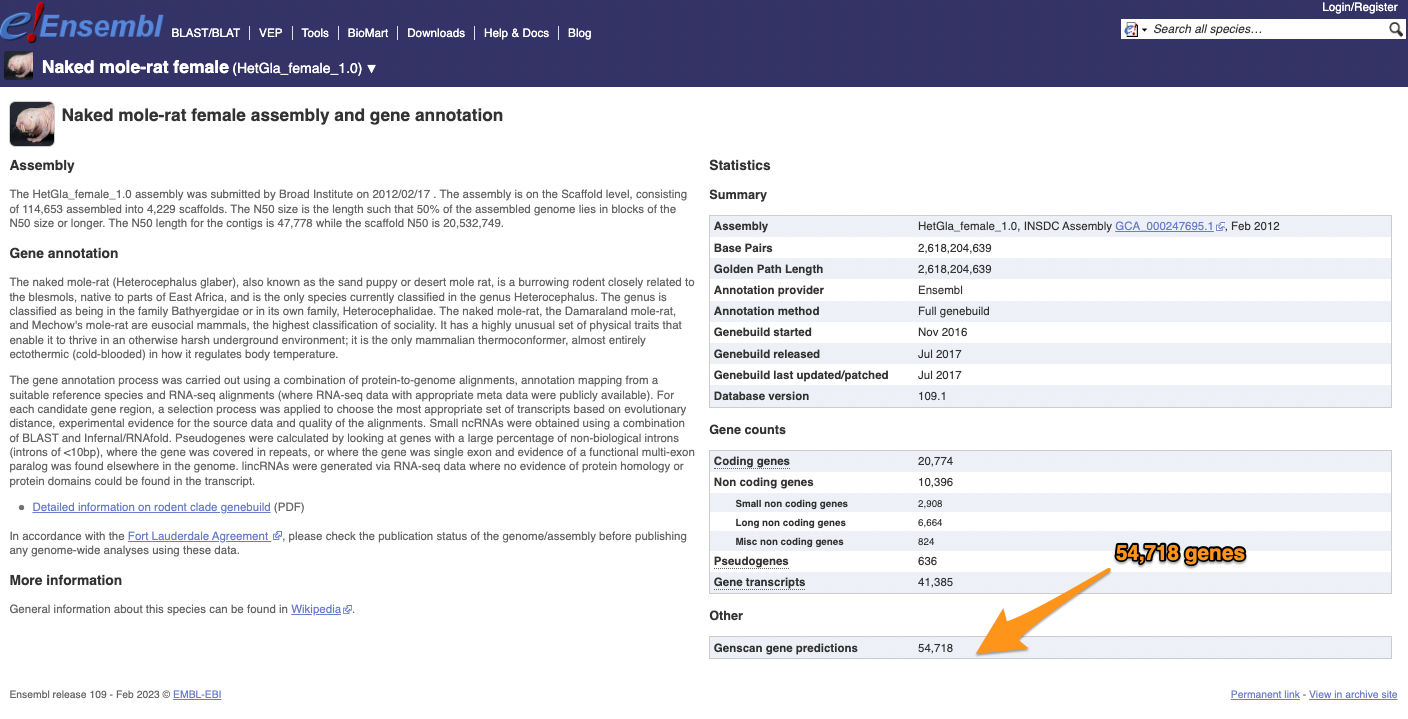 Login/Register
e!Ensembl BLAST/BLAT VEP Tools BioMart Downloads Help & Docs Blog
Search all species…
Naked mole-rat female (HetGla_female_1.0) ▼
Naked mole-rat female assembly and gene annotation
Assembly
The HetGla_female_1.0 assembly was submitted by Broad Institute on 2012/02/17 . The assembly is on the Scaffold level, consisting
of 114,653 assembled into 4,229 scaffolds. The N50 size is the length such that 50% of the assembled genome lies in blocks of the
N50 size or longer. The N50 length for the contigs is 47,778 while the scaffold N50 is 20,532,749.
Gene annotation
The naked mole-rat (Heterocephalus glaber), also known as the sand puppy or desert mole rat, is a burrowing rodent closely related to
the blesmols, native to parts of East Africa, and is the only species currently classified in the genus Heterocephalus. The genus is
classified as being in the family Bathyergidae or in its own family, Heterocephalidae. The naked mole-rat, the Damaraland mole-rat,
and Mechow's mole-rat are eusocial mammals, the highest classification of sociality. It has a highly unusual set of physical traits that
enable it to thrive in an otherwise harsh underground environment; it is the only mammalian thermoconformer, almost entirely
ectothermic (cold-blooded) in how it regulates body temperature.
The gene annotation process was carried out using a combination of protein-to-genome alignments, annotation mapping from a
suitable reference species and RNA-seq alignments (where RNA-seq data with appropriate meta data were publicly available). For
each candidate gene region, a selection process was applied to choose the most appropriate set of transcripts based on evolutionary
distance, experimental evidence for the source data and quality of the alignments. Small ncRNAs were obtained using a combination
of BLAST and Infernal/RNAfold. Pseudogenes were calculated by looking at genes with a large percentage of non-biological introns
(introns of <10bp), where the gene was covered in repeats, or where the gene was single exon and evidence of a functional multi-exon
paralog was found elsewhere in the genome. lincRNAs were generated via RNA-seq data where no evidence of protein homology or
protein domains could be found in the transcript.
• Detailed information on rodent clade genebuild (PDF)
In accordance with the Fort Lauderdale Agreement, please check the publication status of the genome/assembly before publishing
any genome-wide analyses using these data.
More information
General information about this species can be found in Wikipedia.
Statistics
Summary
Assembly HetGla_female_1.0, INSDC Assembly GCA_000247695.1, Feb 2012
Base Pairs 2,618,204,639
Golden Path Length 2,618,204,639
Annotation provider Ensembl
Annotation method Full genebuild
Genebuild started Nov 2016
Genebuild released Jul 2017
Genebuild last updated/patched Jul 2017
Database version 109.1
Gene counts
Coding genes 20,774
Non coding genes 10,396
Small non coding genes 2,908
Long non coding genes 6,664
Misc non coding genes 824
Pseudogenes 636
Gene transcripts 41,385
54,718 genes
Other
Genscan gene predictions 54,718
Ensembl release 109 - Feb 2023 © EMBL-EBI
Permanent link - View in archive site